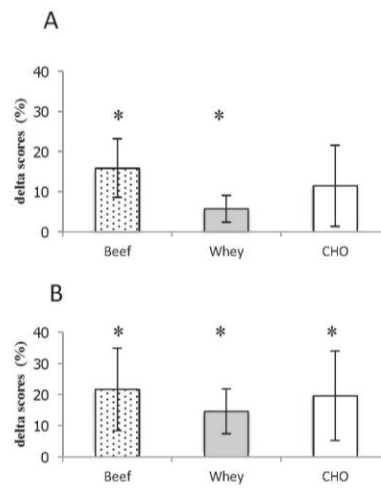 A
delta scores (%)
40
30
20
10
0
* *
Beef Whey CHO
B
delta scores (%)
40
30
20
10
0
* * *
Beef Whey CHO